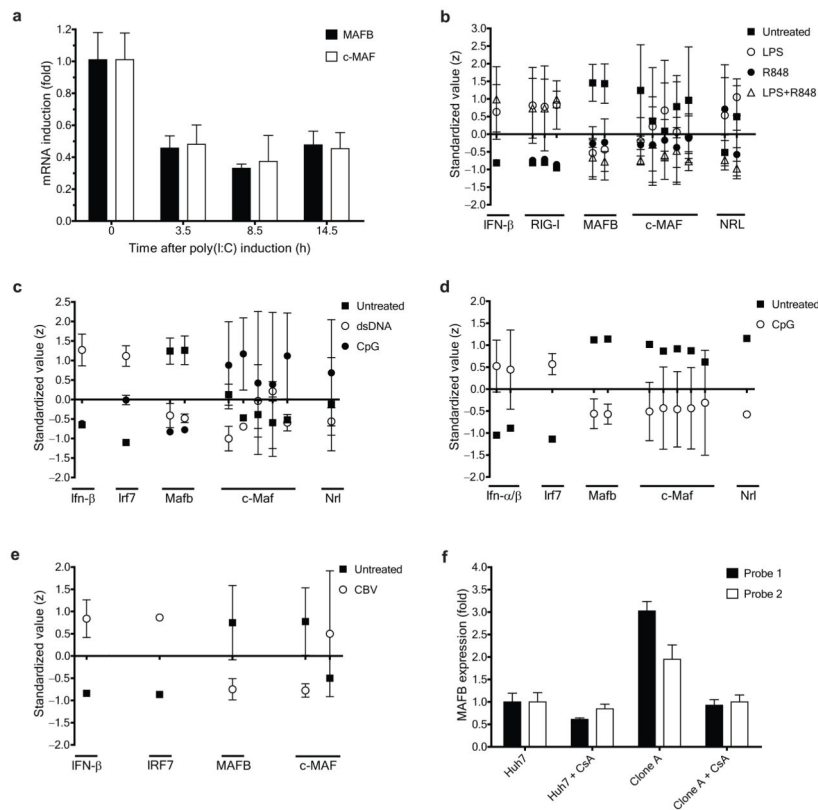 a
MAFB
c-MAF
mRNA induction (fold)
1.2
1.0
0.8
0.6
0.4
0.2
0.0
0 3.5 8.5 14.5
Time after poly(I:C) induction (h)
b
Untreated
LPS
R848
LPS+R848
Standardized value (z)
3.0
2.5
2.0
1.5
1.0
0.5
0.0
−0.5
−1.0
−1.5
−2.0
IFN-β RIG-I MAFB c-MAF NRL
c
Untreated
dsDNA
CpG
Standardized value (z)
2.5
2.0
1.5
1.0
0.5
0.0
−0.5
−1.0
−1.5
−2.0
Ifn-β Irf7 Mafb c-Maf Nrl
d
Untreated
CpG
Standardized value (z)
2.0
1.5
1.0
0.5
0.0
−0.5
−1.0
−1.5
−2.0
Ifn-α/β Irf7 Mafb c-Maf Nrl
e
Untreated
CBV
Standardized value (z)
2.0
1.5
1.0
0.5
0.0
−0.5
−1.0
−1.5
−2.0
IFN-β IRF7 MAFB c-MAF
f
Probe 1
Probe 2
MAFB expression (fold)
4.0
3.5
3.0
2.5
2.0
1.5
1.0
0.5
0.0
Huh7
Huh7 + CsA
Clone A
Clone A + CsA